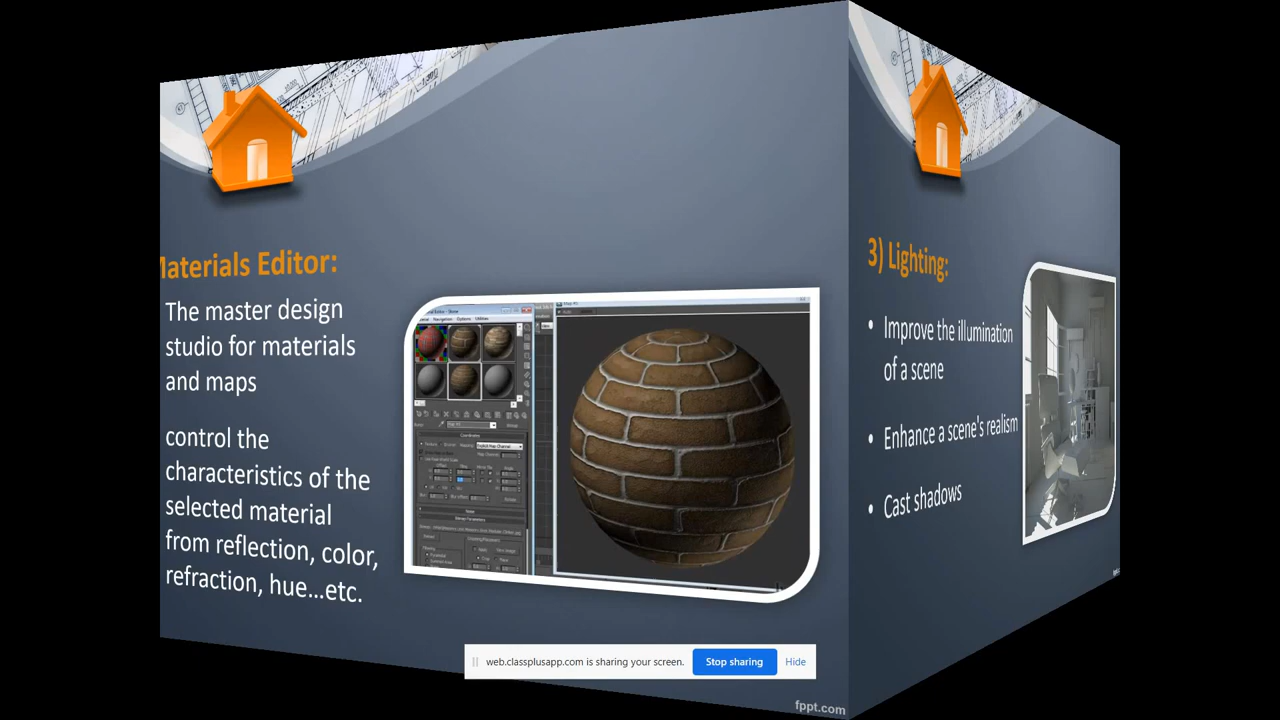 Materials Editor:
The master design
studio for materials
and maps
control the
characteristics of the
selected material
from reflection, color,
refraction, hue...etc.
3) Lighting:
• Improve the illumination
of a scene
• Enhance a scene's realism
• Cast shadows
web.classplusapp.com is sharing your screen. Stop sharing Hide
fppt.com